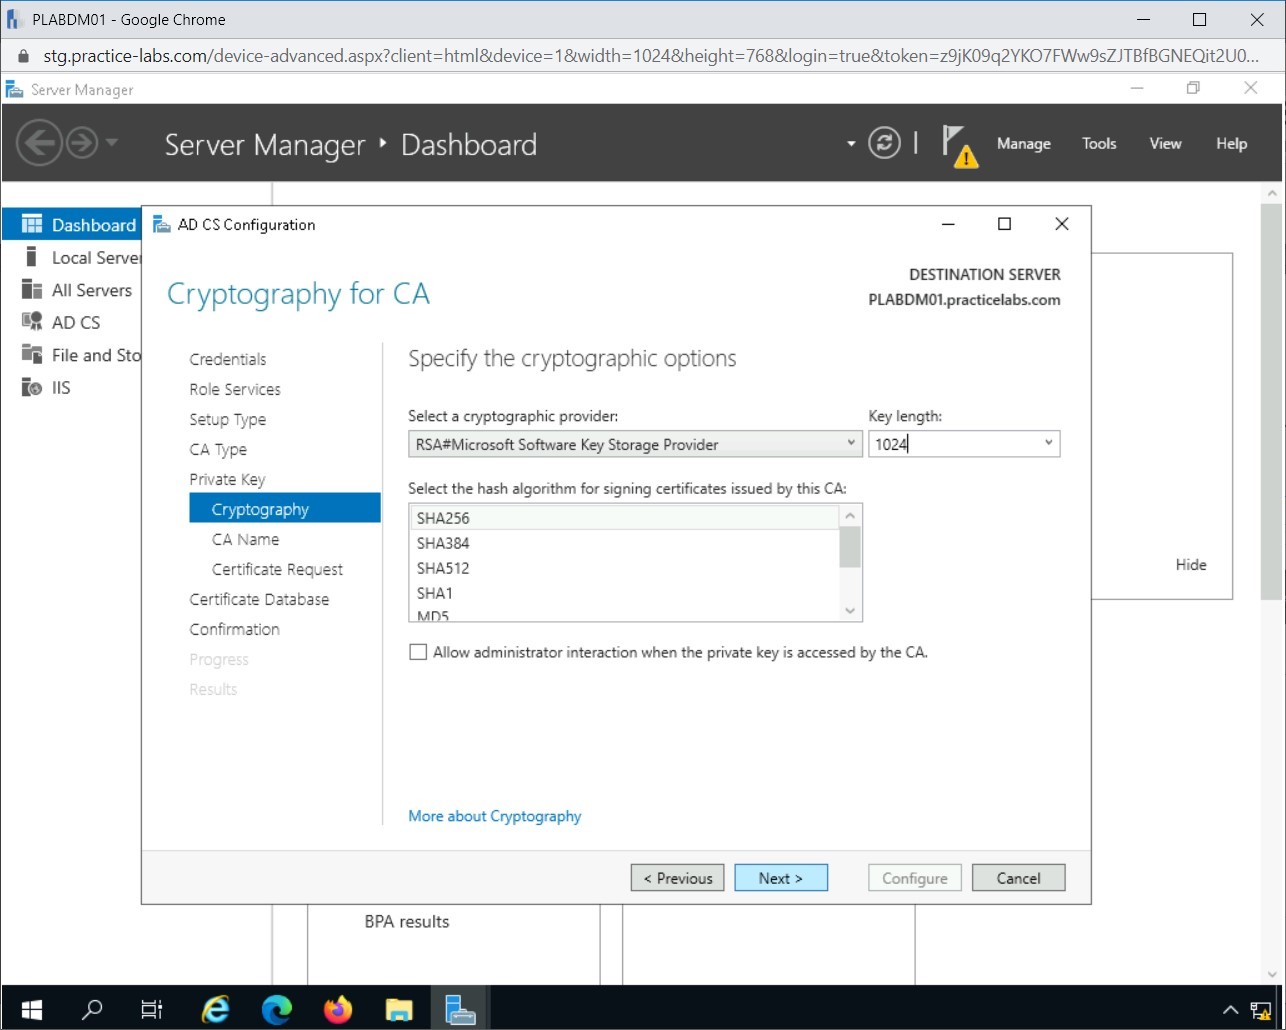 PLABDM01 - Google Chrome
stg.practice-labs.com/device-advanced.aspx?client=html&device=1&width=1024&height=768&login=true&token=z9jK09q2YKO7FWw9sZJTBfBGNEQit2U0...
Server Manager
Server Manager ‣ Dashboard
Manage Tools View Help
Dashboard
Local Server
All Servers
AD CS
File and Sto
IIS
AD CS Configuration
DESTINATION SERVER
PLABDM01.practicelabs.com
Cryptography for CA
Credentials
Role Services
Setup Type
CA Type
Private Key
Cryptography
CA Name
Certificate Request
Certificate Database
Confirmation
Progress
Results
Specify the cryptographic options
Select a cryptographic provider: Key length:
RSA#Microsoft Software Key Storage Provider 1024
Select the hash algorithm for signing certificates issued by this CA:
SHA256
SHA384
SHA512
SHA1
MD5
Allow administrator interaction when the private key is accessed by the CA.
More about Cryptography
< Previous Next > Configure Cancel
Hide
BPA results